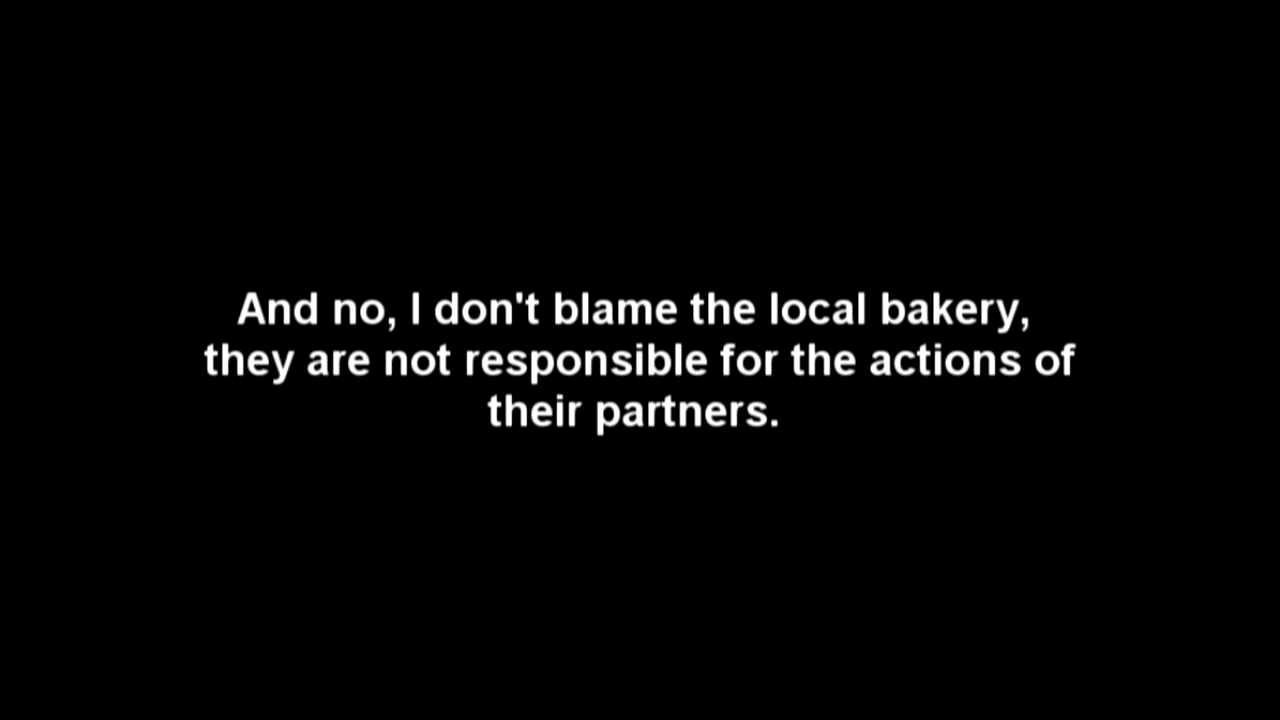 And no, I don't blame the local bakery,
they are not responsible for the actions of
their partners.